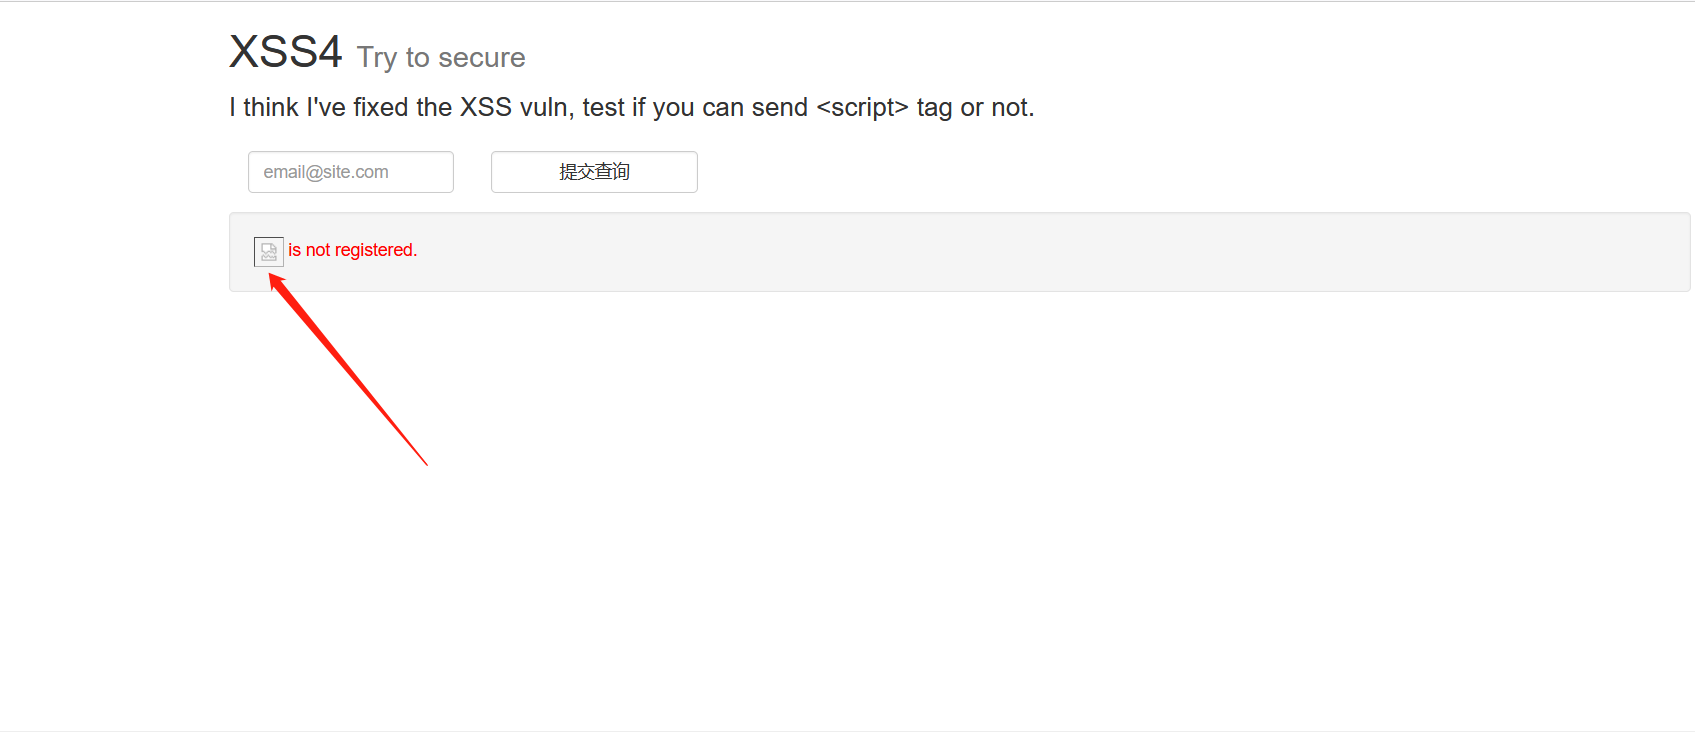 XSS4 Try to secure
I think I've fixed the XSS vuln, test if you can send <script> tag or not.
email@site.com 提交查询
is not registered.